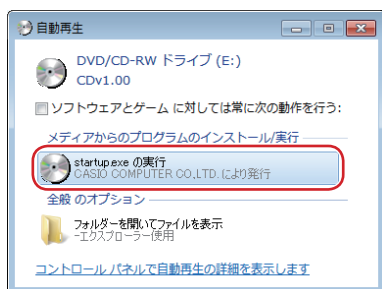 自動再生
DVD/CD-RW ドライブ (E:)
CDv1.00
ソフトウェアとゲーム に対しては常に次の動作を行う:
メディアからのプログラムのインストール/実行
startup.exe の実行
CASIO COMPUTER CO.,LTD. により発行
全般 のオプション
フォルダーを開いてファイルを表示
-エクスプローラー使用
コントロール パネルで自動再生の詳細を表示します